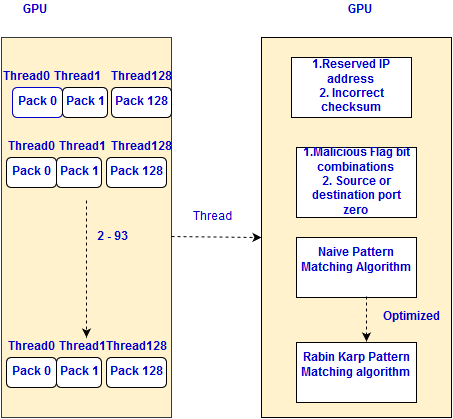 GPU
Thread0 Thread1 Thread128
Pack 0 Pack 1 Pack 128
Thread0 Thread1 Thread128
Pack 0 Pack 1 Pack 128
2 - 93
Thread0 Thread1 Thread128
Pack 0 Pack 1 Pack 128
Thread
GPU
1.Reserved IP
address
2. Incorrect
checksum
1.Malicious Flag bit
combinations
2. Source or
destination port
zero
Naive Pattern
Matching Algorithm
Optimized
Rabin Karp Pattern
Matching algorithm